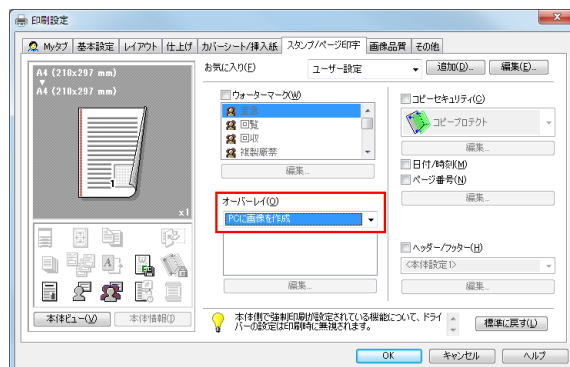 印刷設定
Myタブ 基本設定 レイアウト 仕上げ カバーシート/挿入紙 スタンプ/ページ印字 画像品質 その他
A4 (210x297 mm)
A4 (210x297 mm)
1
x1
本体ビュー(V) 本体情報(I)
お気に入り(F) ユーザー設定 追加(D)... 編集(E)...
ウォーターマーク(W)
至急
回覧
回収
複製厳禁
編集...
オーバーレイ(O)
PCに画像を作成
編集...
コピーセキュリティ(C)
コピープロテクト
編集...
日付/時刻(M)
ページ番号(N)
編集...
ヘッダー/フッター(H)
<本体設定1>
編集...
本体側で強制印刷が設定されている機能について、ドライ
バーの設定は印刷時に無視されます。
標準に戻す(L)
OK キャンセル ヘルプ